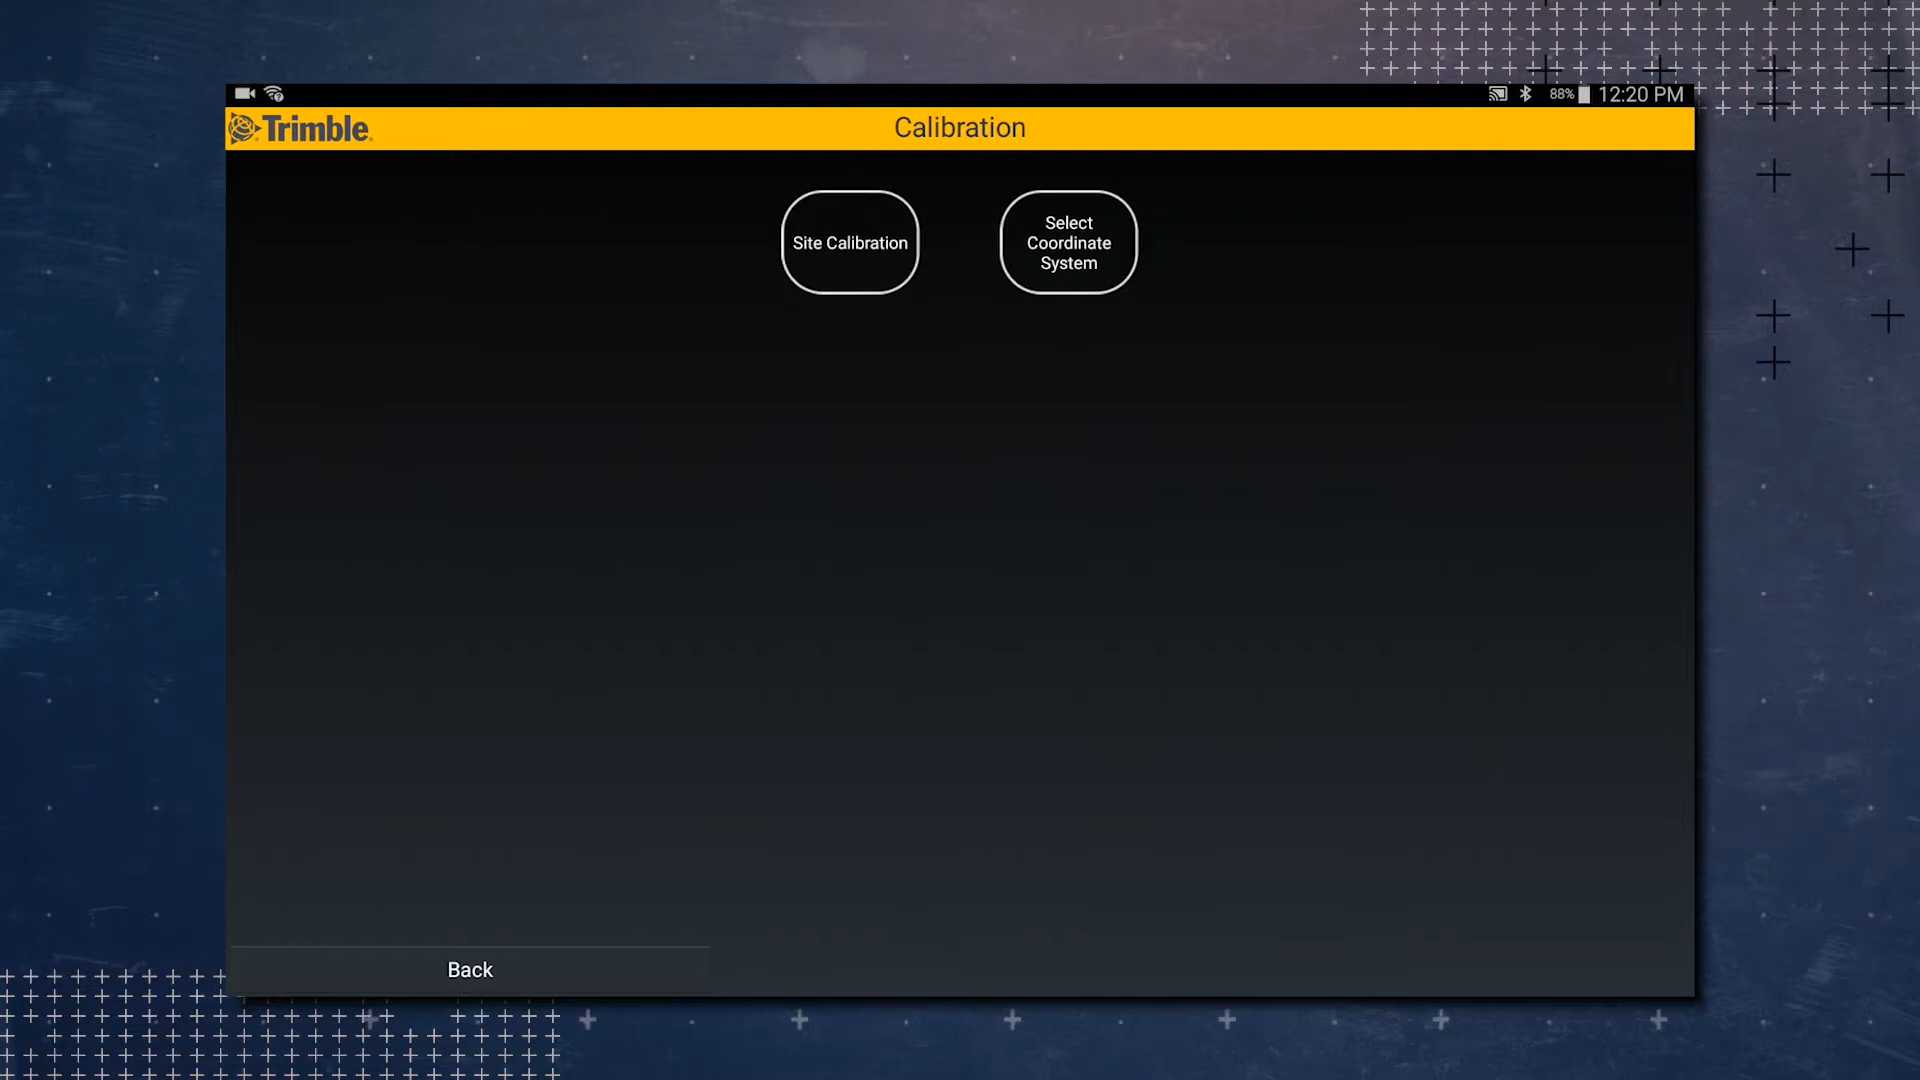 88% 12:20 PM
Trimble
Calibration
Site Calibration
Select
Coordinate
System
Back